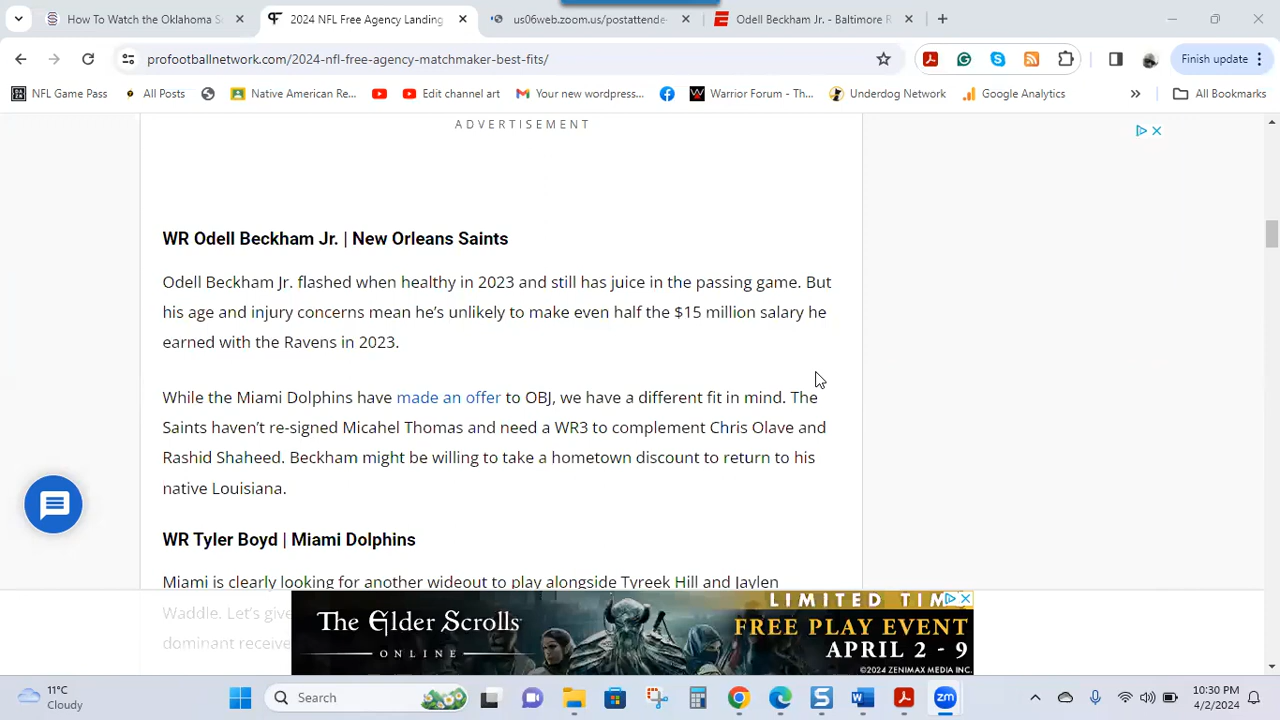 How To Watch the Oklahoma S
2024 NFL Free Agency Landing
us06web.zoom.us/postattende
Odell Beckham Jr. - Baltimore R
profootballnetwork.com/2024-nfl-free-agency-matchmaker-best-fits/
Finish update
NFL Game Pass
All Posts
Native American Re...
Edit channel art
Your new wordpress...
Warrior Forum - Th...
Underdog Network
Google Analytics
»
All Bookmarks
ADVERTISEMENT
WR Odell Beckham Jr. | New Orleans Saints
Odell Beckham Jr. flashed when healthy in 2023 and still has juice in the passing game. But
his age and injury concerns mean he's unlikely to make even half the $15 million salary he
earned with the Ravens in 2023.
While the Miami Dolphins have made an offer to OBJ, we have a different fit in mind. The
Saints haven't re-signed Micahel Thomas and need a WR3 to complement Chris Olave and
Rashid Shaheed. Beckham might be willing to take a hometown discount to return to his
native Louisiana.
WR Tyler Boyd | Miami Dolphins
Miami is clearly looking for another wideout to play alongside Tyreek Hill and Jaylen
Waddle. Let's give
dominant receive
The Elder Scrolls
ONLINE
LIMITED TIM
FREE PLAY EVENT
APRIL 2 - 9
©2024 ZENIMAX MEDIA INC.
11°C
Cloudy
Search
zm
10:30 PM
4/2/2024